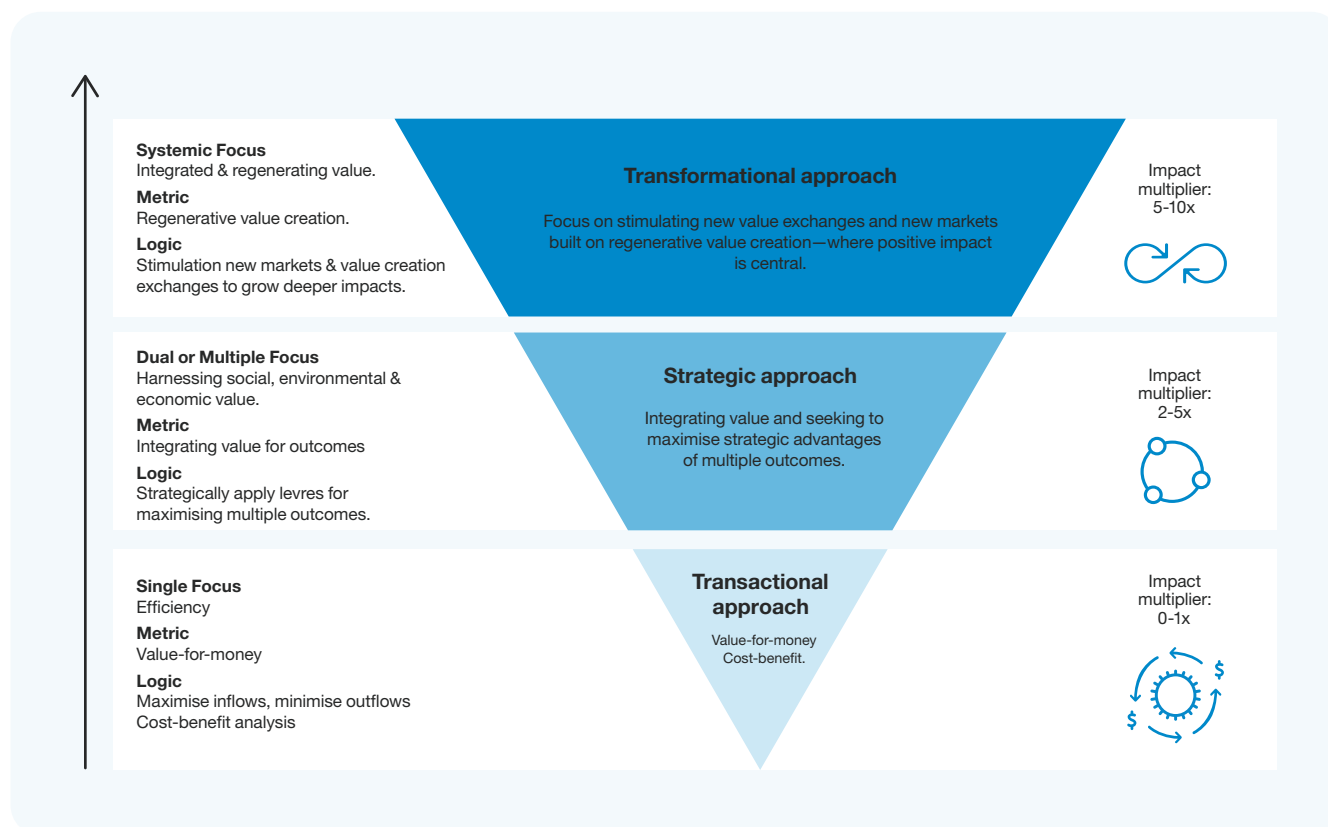 Systemic Focus
Integrated & regenerating value.
Metric
Regenerative value creation.
Logic
Stimulation new markets & value creation
exchanges to grow deeper impacts.
Transformational approach
Focus on stimulating new value exchanges and new markets
built on regenerative value creation—where positive impact
is central.
Impact
multiplier:
5-10x
Dual or Multiple Focus
Harnessing social, environmental &
economic value.
Metric
Integrating value for outcomes
Logic
Strategically apply levres for
maximising multiple outcomes.
Strategic approach
Integrating value and seeking to
maximise strategic advantages
of multiple outcomes.
Impact
multiplier:
2-5x
Single Focus
Efficiency
Metric
Value-for-money
Logic
Maximise inflows, minimise outflows
Cost-benefit analysis
Transactional
approach
Value-for-money
Cost-benefit.
Impact
multiplier:
0-1x
$
$